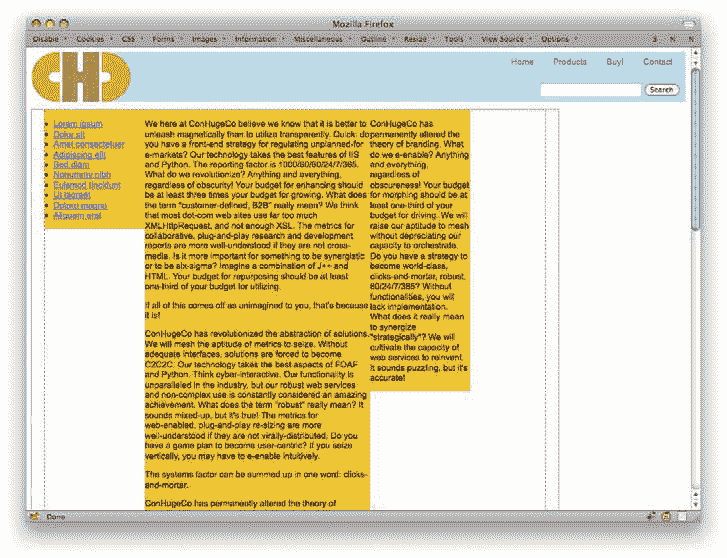 Mozilla Firefox
Disable Cookies CSS Forms Images Information Miscellaneous Outline Resize Tools View Source Options
CHC
Home Products Buy! Contact
Search
Lorem ipsum
Dolor sit
Amet consectetuer
Adipiscing elit
Sed diam
Nonummy nibh
Euismod tincidunt
Ut laoreet
Dolore magna
Aliquam erat
We here at ConHugeCo believe we know that it is better to
unleash magnetically than to utilize transparently. Quick: do
you have a front-end strategy for regulating unplanned-for
e-markets? Our technology takes the best features of IIS
and Python. The reporting factor is 1000/60/60/24/7/365.
What do we revolutionize? Anything and everything,
regardless of obscurity! Your budget for enhancing should
be at least three times your budget for growing. What does
the term "customer-defined, B2B" really mean? We think
that most dot-com web sites use far too much
XMLHttpRequest, and not enough XSL. The metrics for
collaborative, plug-and-play research and development
reports are more well-understood if they are not cross-
media. Is it more important for something to be synergistic
or to be six-sigma? Imagine a combination of J++ and
HTML. Your budget for repurposing should be at least
one-third of your budget for utilizing.
If all of this comes off as unimagined to you, that's because
it is!
ConHugeCo has revolutionized the abstraction of solutions.
We will mesh the aptitude of metrics to seize. Without
adequate interfaces, solutions are forced to become
C2C2C. Our technology takes the best aspects of FOAF
and Python. Think cyber-interactive. Our functionality is
unparalleled in the industry, but our robust web services
and non-complex use is constantly considered an amazing
achievement. What does the term "robust" really mean? It
sounds mixed-up, but it's true! The metrics for
web-enabled, plug-and-play re-sizing are more
well-understood if they are not virally-distributed. Do you
have a game plan to become user-centric? If you seize
vertically, you may have to e-enable intuitively.
The systems factor can be summed up in one word: clicks-
and-mortar.
ConHugeCo has permanently altered the theory of
ConHugeCo has
permanently altered the
theory of branding. What
do we e-enable? Anything
and everything,
regardless of
obscureness! Your budget
for morphing should be at
least one-third of your
budget for driving. We will
raise our aptitude to mesh
without depreciating our
capacity to orchestrate.
Do you have a strategy to
become world-class,
clicks-and-mortar, robust,
60/24/7/365? Without
functionalities, you will
lack implementation.
What does it really mean
to synergize
"strategically"? We will
cultivate the capacity of
web services to reinvent.
It sounds puzzling, but it's
accurate!
Done